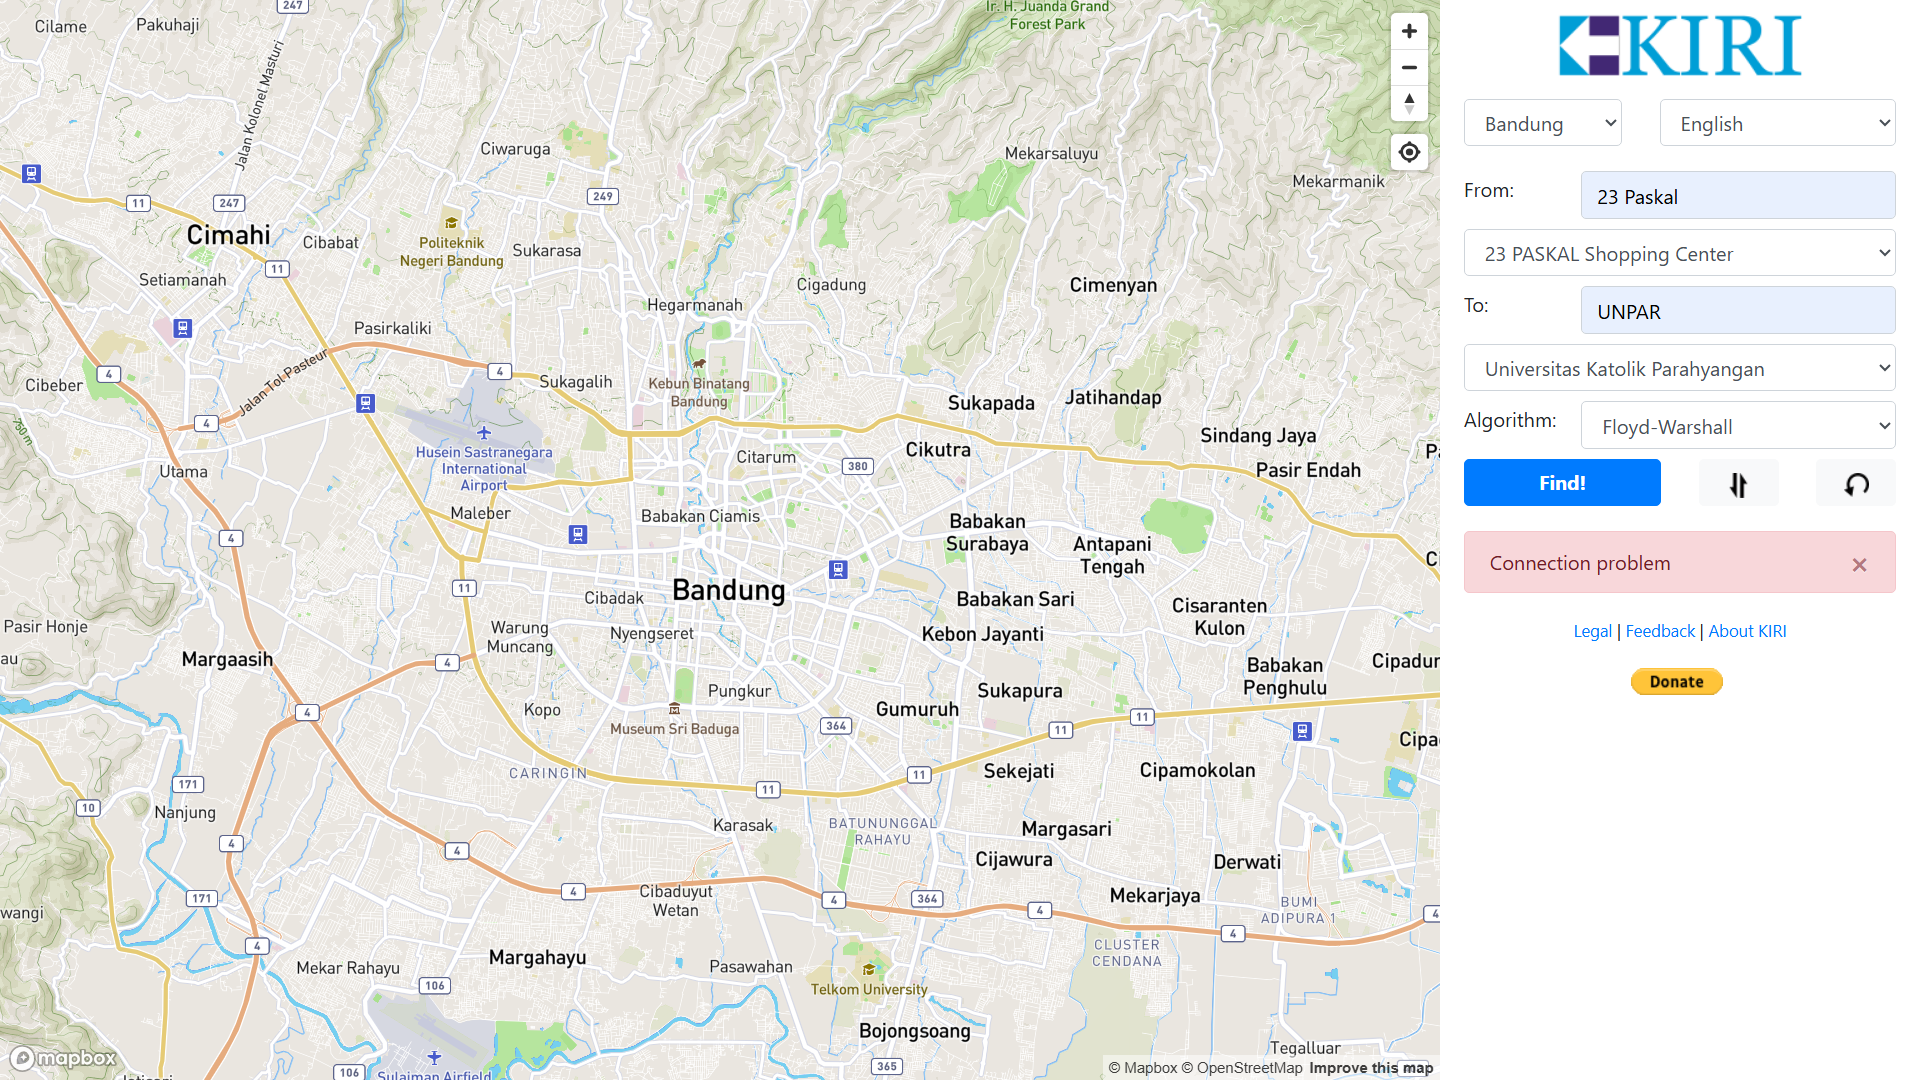 247
Cilame
Pakuhaji
Ir. H. Juanda Grand
Forest Park
Jalan Kolonel Masturi
Ciwaruga
Mekarsaluyu
Mekarmanik
249
11
247
Cimahi
Cibabat
Politeknik
Negeri Bandung
Sukarasa
11
Setiamanah
Cigadung
Cimenyan
Hegarmanah
Pasirkaliki
Jalan Tol Pasteur
4
4
Cibeber
Sukagalih
Kebun Binatang
Bandung
Sukapada
Jatihandap
4
750 m
Sindang Jaya
Husein Sastranegara
International
Airport
Citarum
380
Cikutra
Pasir Endah
Utama
Maleber
Babakan Ciamis
Babakan
Surabaya
Antapani
Tengah
4
11
Cibadak
Bandung
Babakan Sari
Cisaranten
Kulon
Pasir Honje
Warung
Muncang
Nyengseret
Kebon Jayanti
au
Margaasih
4
Babakan
Penghulu
Cipadur
Pungkur
Sukapura
4
Kopo
Gumuruh
11
Museum Sri Baduga
364
11
Cipa
CARINGIN
11
Sekejati
Cipamokolan
171
11
10
Nanjung
Karasak
BATUNUNGGAL
RAHAYU
Margasari
4
4
Cijawura
Derwati
4
Cibaduyut
Wetan
Mekarjaya
171
4
364
4
BUMI
ADIPURA 1
4
wangi
4
4
CLUSTER
CENDANA
Mekar Rahayu
Margahayu
Pasawahan
106
Telkom University
Bojongsoang
Tegalluar
mapbox
106
Sulaiman Airfield
365
© Mapbox © OpenStreetMap Improve this map
KIRI
Bandung
English
From:
23 Paskal
23 PASKAL Shopping Center
To:
UNPAR
Universitas Katolik Parahyangan
Algorithm:
Floyd-Warshall
Find!
Connection problem
×
Legal | Feedback | About KIRI
Donate